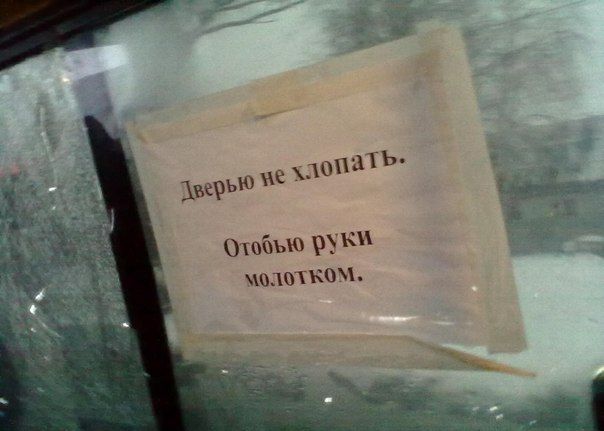 Дверью не хлопать.
Отобью руки
молотком.